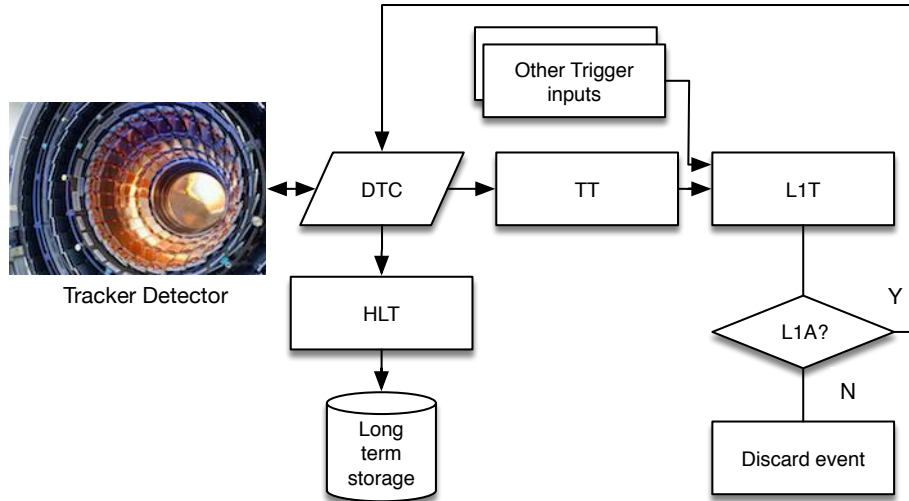 Other Trigger
inputs
DTC
TT
L1T
Tracker Detector
HLT
Y
L1A?
N
Long
term
storage
Discard event